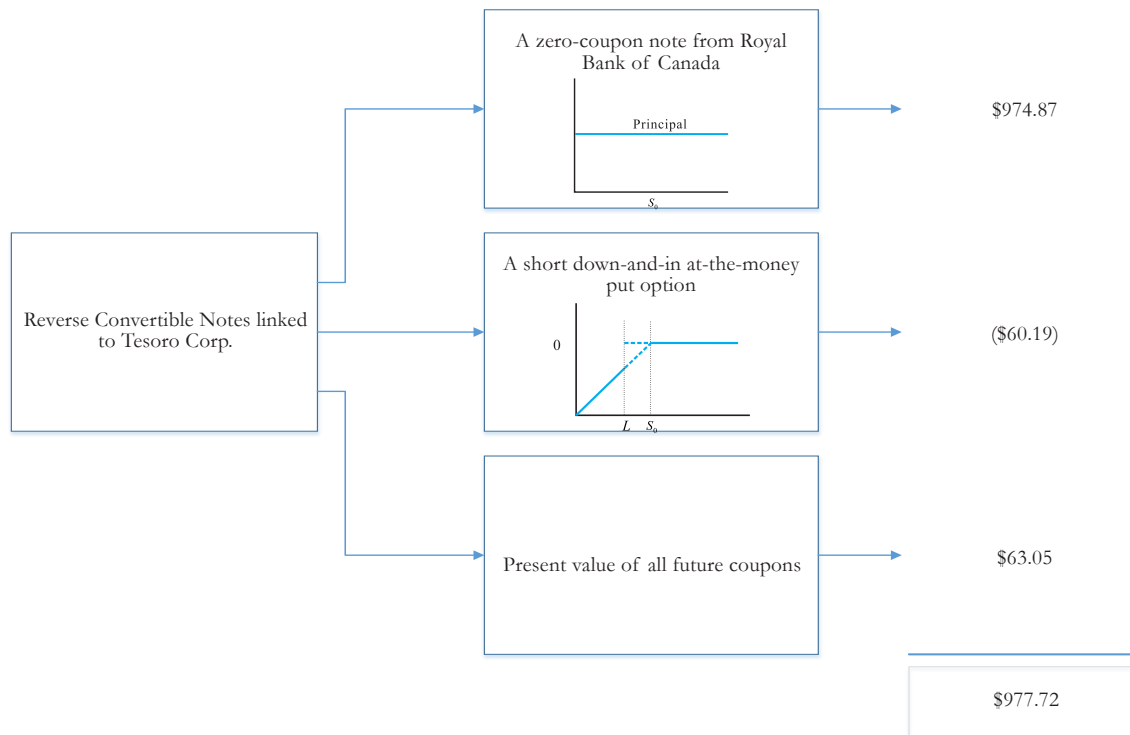 A zero-coupon note from Royal
Bank of Canada
Principal
S₀
$974.87
Reverse Convertible Notes linked
to Tesoro Corp.
A short down-and-in at-the-money
put option
0
L S₀
($60.19)
Present value of all future coupons
$63.05
$977.72